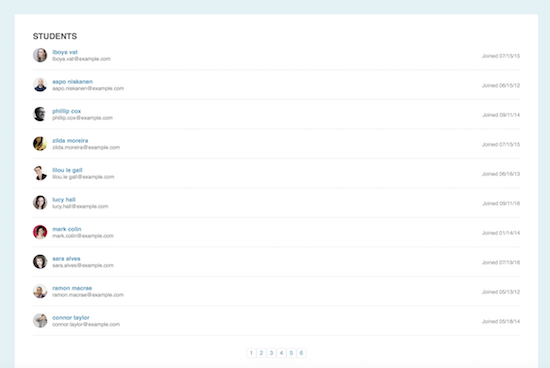 STUDENTS
iboya vat
iboya.vat@example.com
Joined 07/15/15
aapo niskanen
aapo.niskanen@example.com
Joined 06/15/12
phillip cox
phillip.cox@example.com
Joined 09/11/14
zilda moreira
zilda.moreira@example.com
Joined 07/15/15
lilou le gall
lilou.le gall@example.com
Joined 08/16/13
lucy hall
lucy.hall@example.com
Joined 09/11/16
mark colin
mark.colin@example.com
Joined 01/14/14
sara alves
sara.alves@example.com
Joined 07/19/16
ramon macrae
ramon.macrae@example.com
Joined 05/13/12
connor taylor
connor.taylor@example.com
Joined 05/18/14
1 2 3 4 5 6